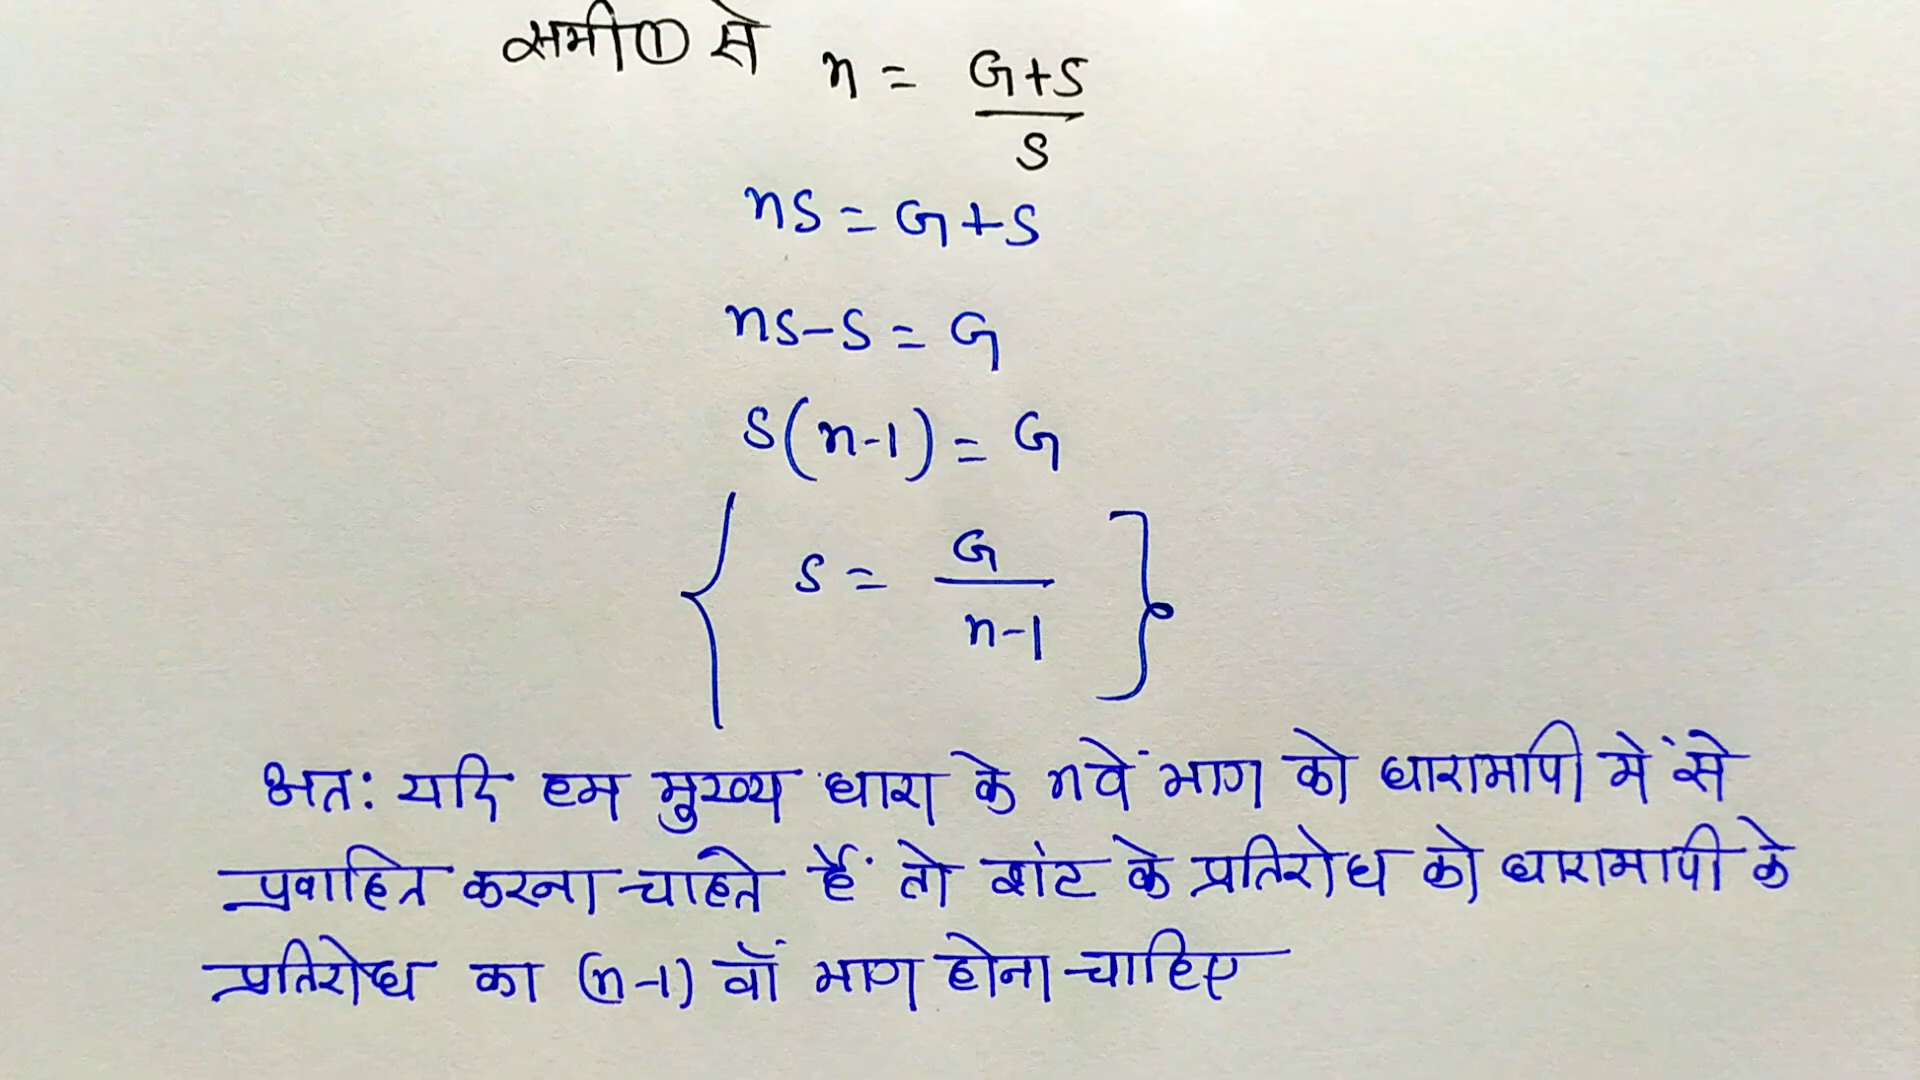 समी① से n = G+S / S
ns = G+S
ns-s = G
s(n-1) = G
{ s = G / n-1 }
अत: यदि हम मुख्य धारा के nवें भाग को धारामापी में से
प्रवाहित करना चाहते हैं तो शंट के प्रतिरोध को धारामापी के
प्रतिरोध का (n-1) वाँ भाग होना चाहिए